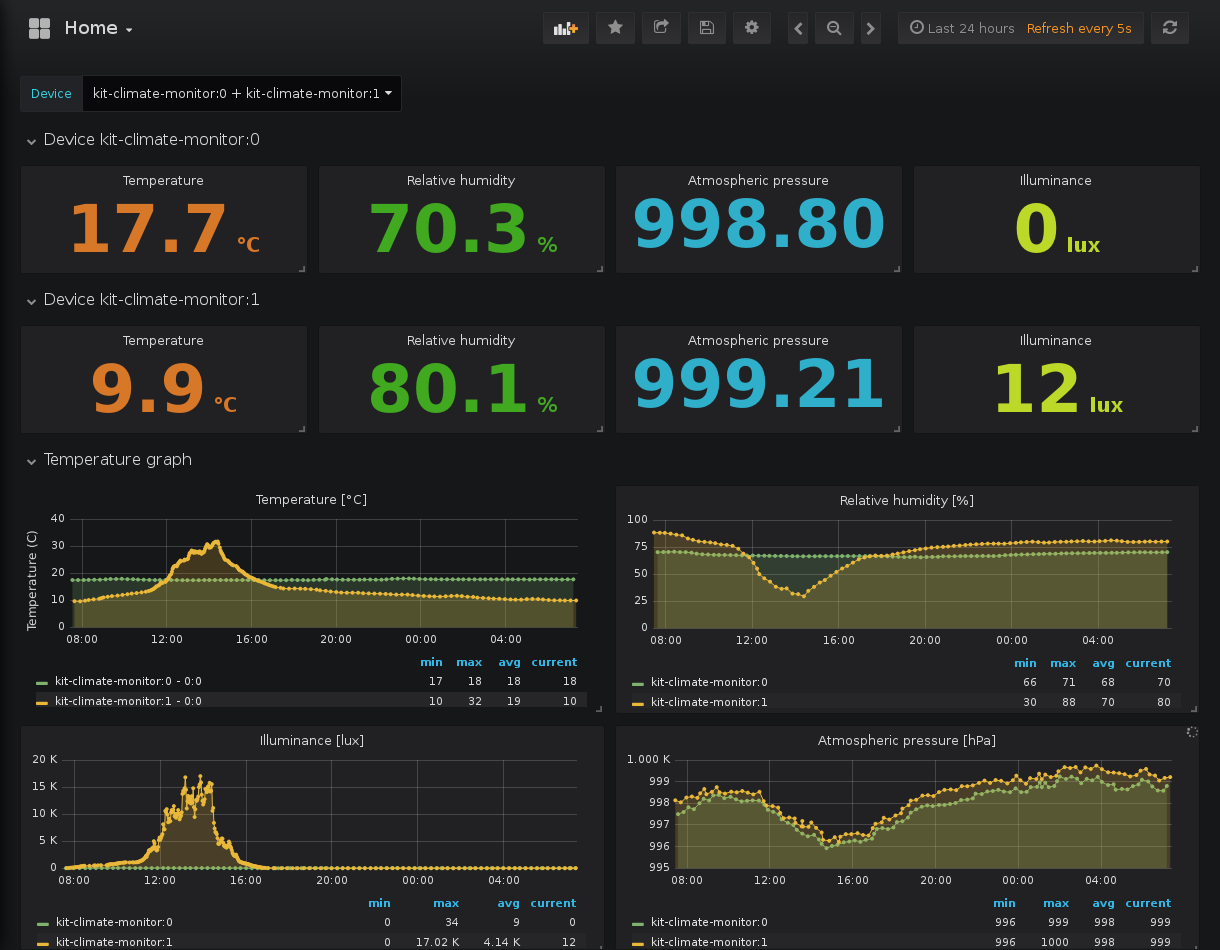 Home
Last 24 hours Refresh every 5s
Device kit-climate-monitor:0 + kit-climate-monitor:1
Device kit-climate-monitor:0
Temperature Relative humidity Atmospheric pressure Illuminance
17.7 °C 70.3 % 998.80 0 lux
Device kit-climate-monitor:1
Temperature Relative humidity Atmospheric pressure Illuminance
9.9 °C 80.1 % 999.21 12 lux
Temperature graph
Temperature [°C]
Temperature (C)
40
30
20
10
0
08:00 12:00 16:00 20:00 00:00 04:00
min max avg current
kit-climate-monitor:0 - 0:0 17 18 18 18
kit-climate-monitor:1 - 0:0 10 32 19 10
Relative humidity [%]
100
75
50
25
0
08:00 12:00 16:00 20:00 00:00 04:00
min max avg current
kit-climate-monitor:0 66 71 68 70
kit-climate-monitor:1 30 88 70 80
Illuminance [lux]
20 K
15 K
10 K
5 K
0
08:00 12:00 16:00 20:00 00:00 04:00
min max avg current
kit-climate-monitor:0 0 34 9 0
kit-climate-monitor:1 0 17.02 K 4.14 K 12
Atmospheric pressure [hPa]
1.000 K
999
998
997
996
995
08:00 12:00 16:00 20:00 00:00 04:00
min max avg current
kit-climate-monitor:0 996 999 998 999
kit-climate-monitor:1 996 1000 998 999